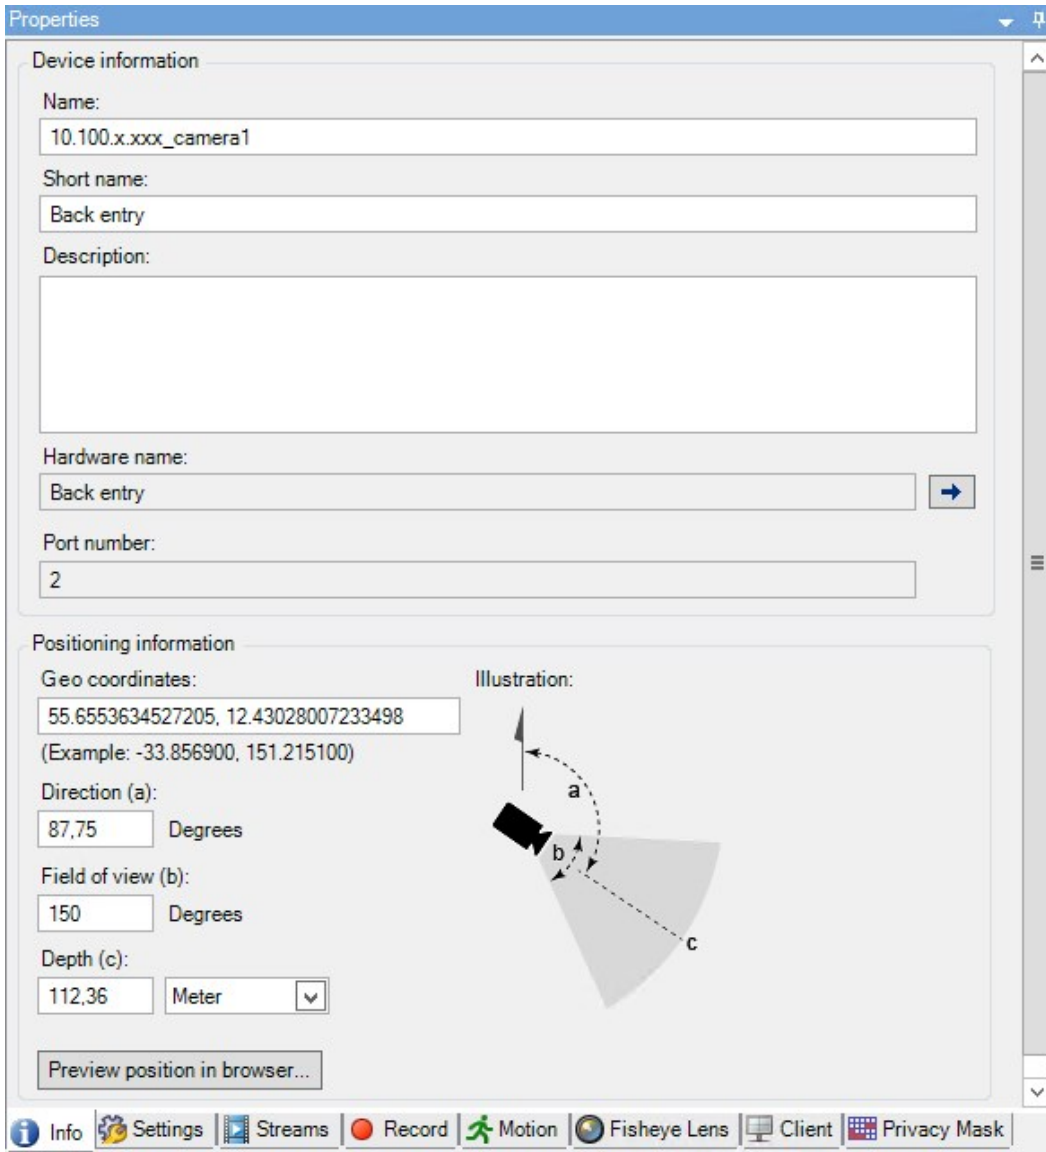 Properties
Device information
Name:
10.100.x.xxx_camera1
Short name:
Back entry
Description:
Hardware name:
Back entry
Port number:
2
Positioning information
Geo coordinates:
Illustration:
55.6553634527205, 12.43028007233498
(Example: -33.856900, 151.215100)
Direction (a):
87,75 Degrees
Field of view (b):
150 Degrees
Depth (c):
112,36 Meter
a
b
c
Preview position in browser...
Info Settings Streams Record Motion Fisheye Lens Client Privacy Mask